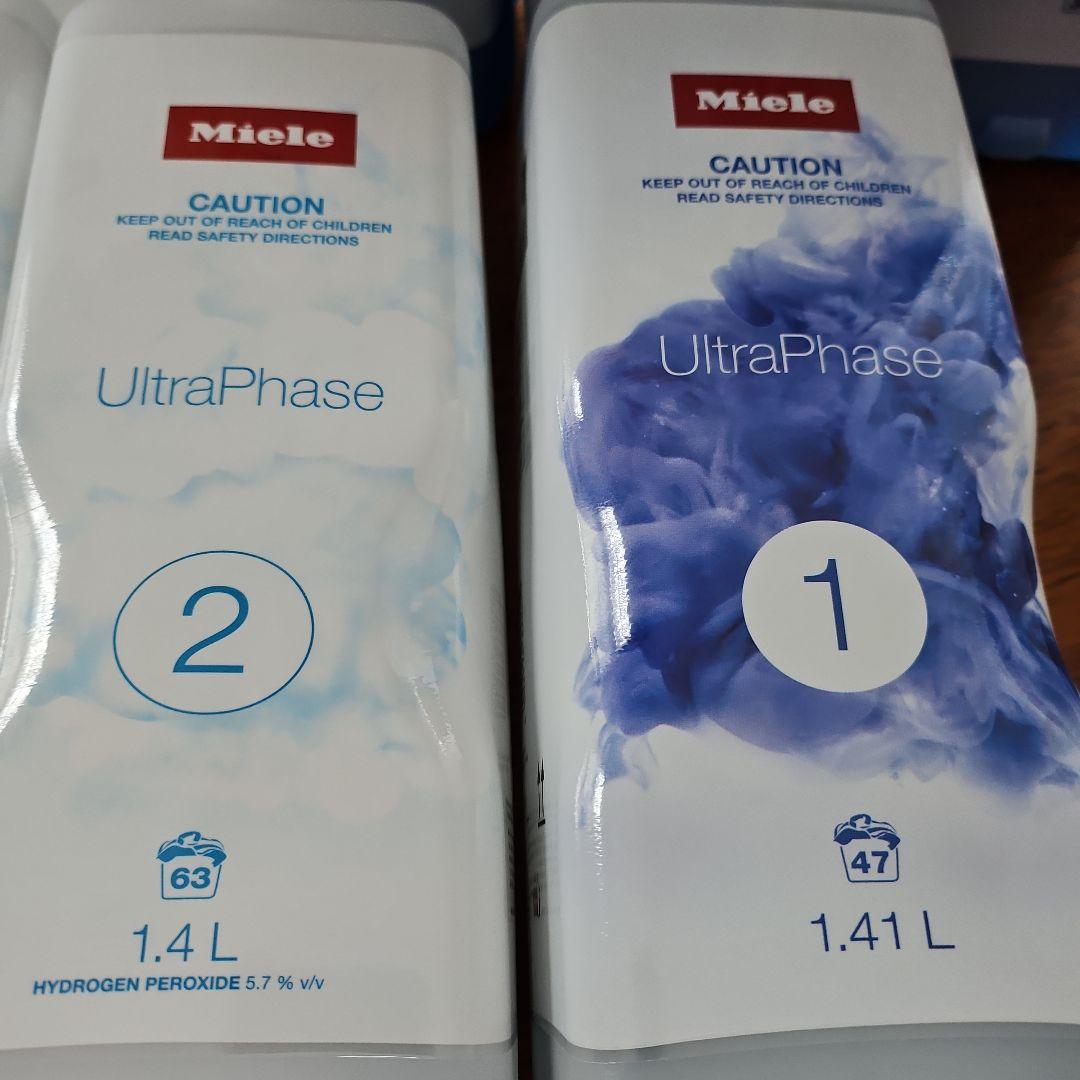 Miele
CAUTION
KEEP OUT OF REACH OF CHILDREN
READ SAFETY DIRECTIONS
UltraPhase
2
63
1.4 L
HYDROGEN PEROXIDE 5.7 % v/v
Miele
CAUTION
KEEP OUT OF REACH OF CHILDREN
READ SAFETY DIRECTIONS
UltraPhase
1
47
1.41 L